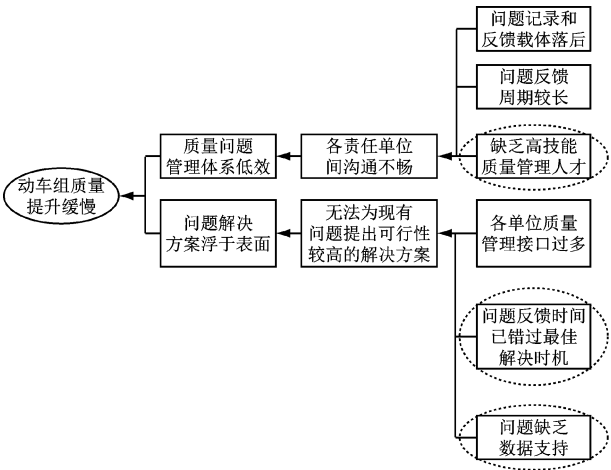 问题记录和
反馈载体落后
问题反馈
周期较长
质量问题
管理体系低效
各责任单位
间沟通不畅
缺乏高技能
质量管理人才
动车组质量
提升缓慢
问题解决
方案浮于表面
无法为现有
问题提出可行性
较高的解决方案
各单位质量
管理接口过多
问题反馈时间
已错过最佳
解决时机
问题缺乏
数据支持